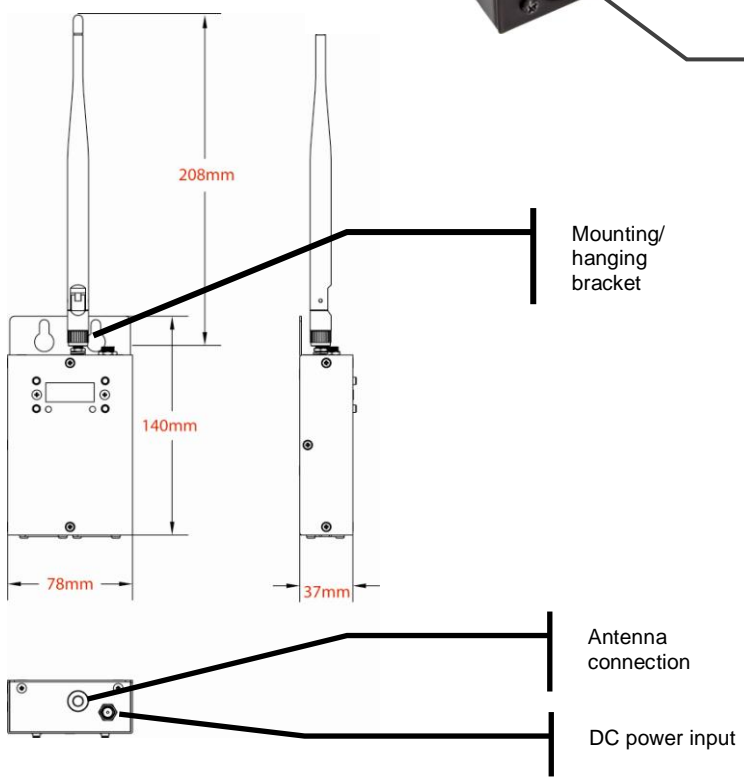 208mm
Mounting/
hanging
bracket
140mm
78mm
37mm
Antenna
connection
DC power input